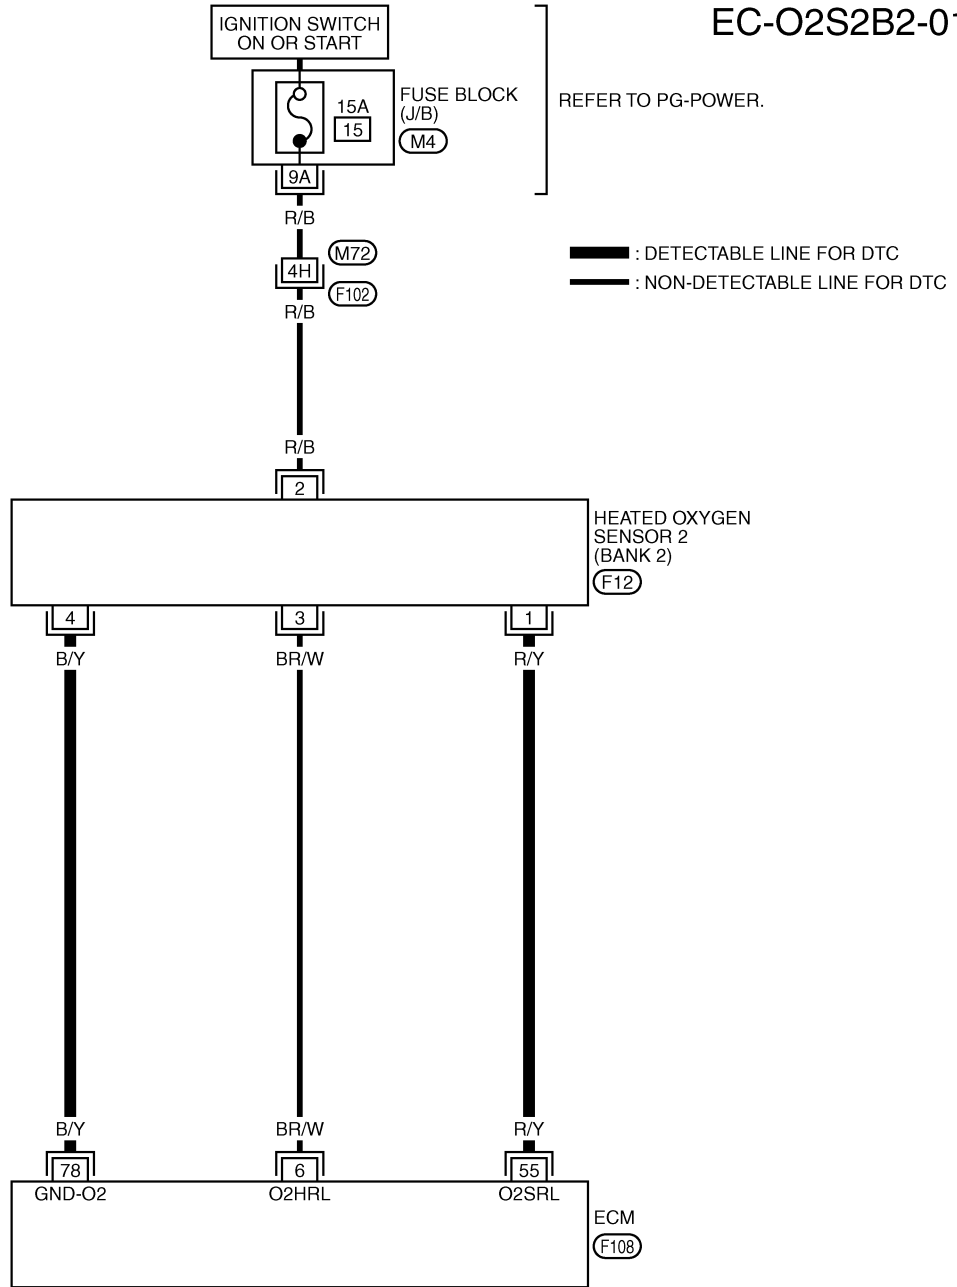 EC-O2S2B2-01
IGNITION SWITCH
ON OR START
FUSE BLOCK
(J/B)
M4
15A
15
REFER TO PG-POWER.
9A
R/B
M72
4H
F102
R/B
: DETECTABLE LINE FOR DTC
: NON-DETECTABLE LINE FOR DTC
R/B
2
HEATED OXYGEN
SENSOR 2
(BANK 2)
F12
4
3
1
B/Y
BR/W
R/Y
B/Y
BR/W
R/Y
78
6
55
GND-O2
O2HRL
O2SRL
ECM
F108